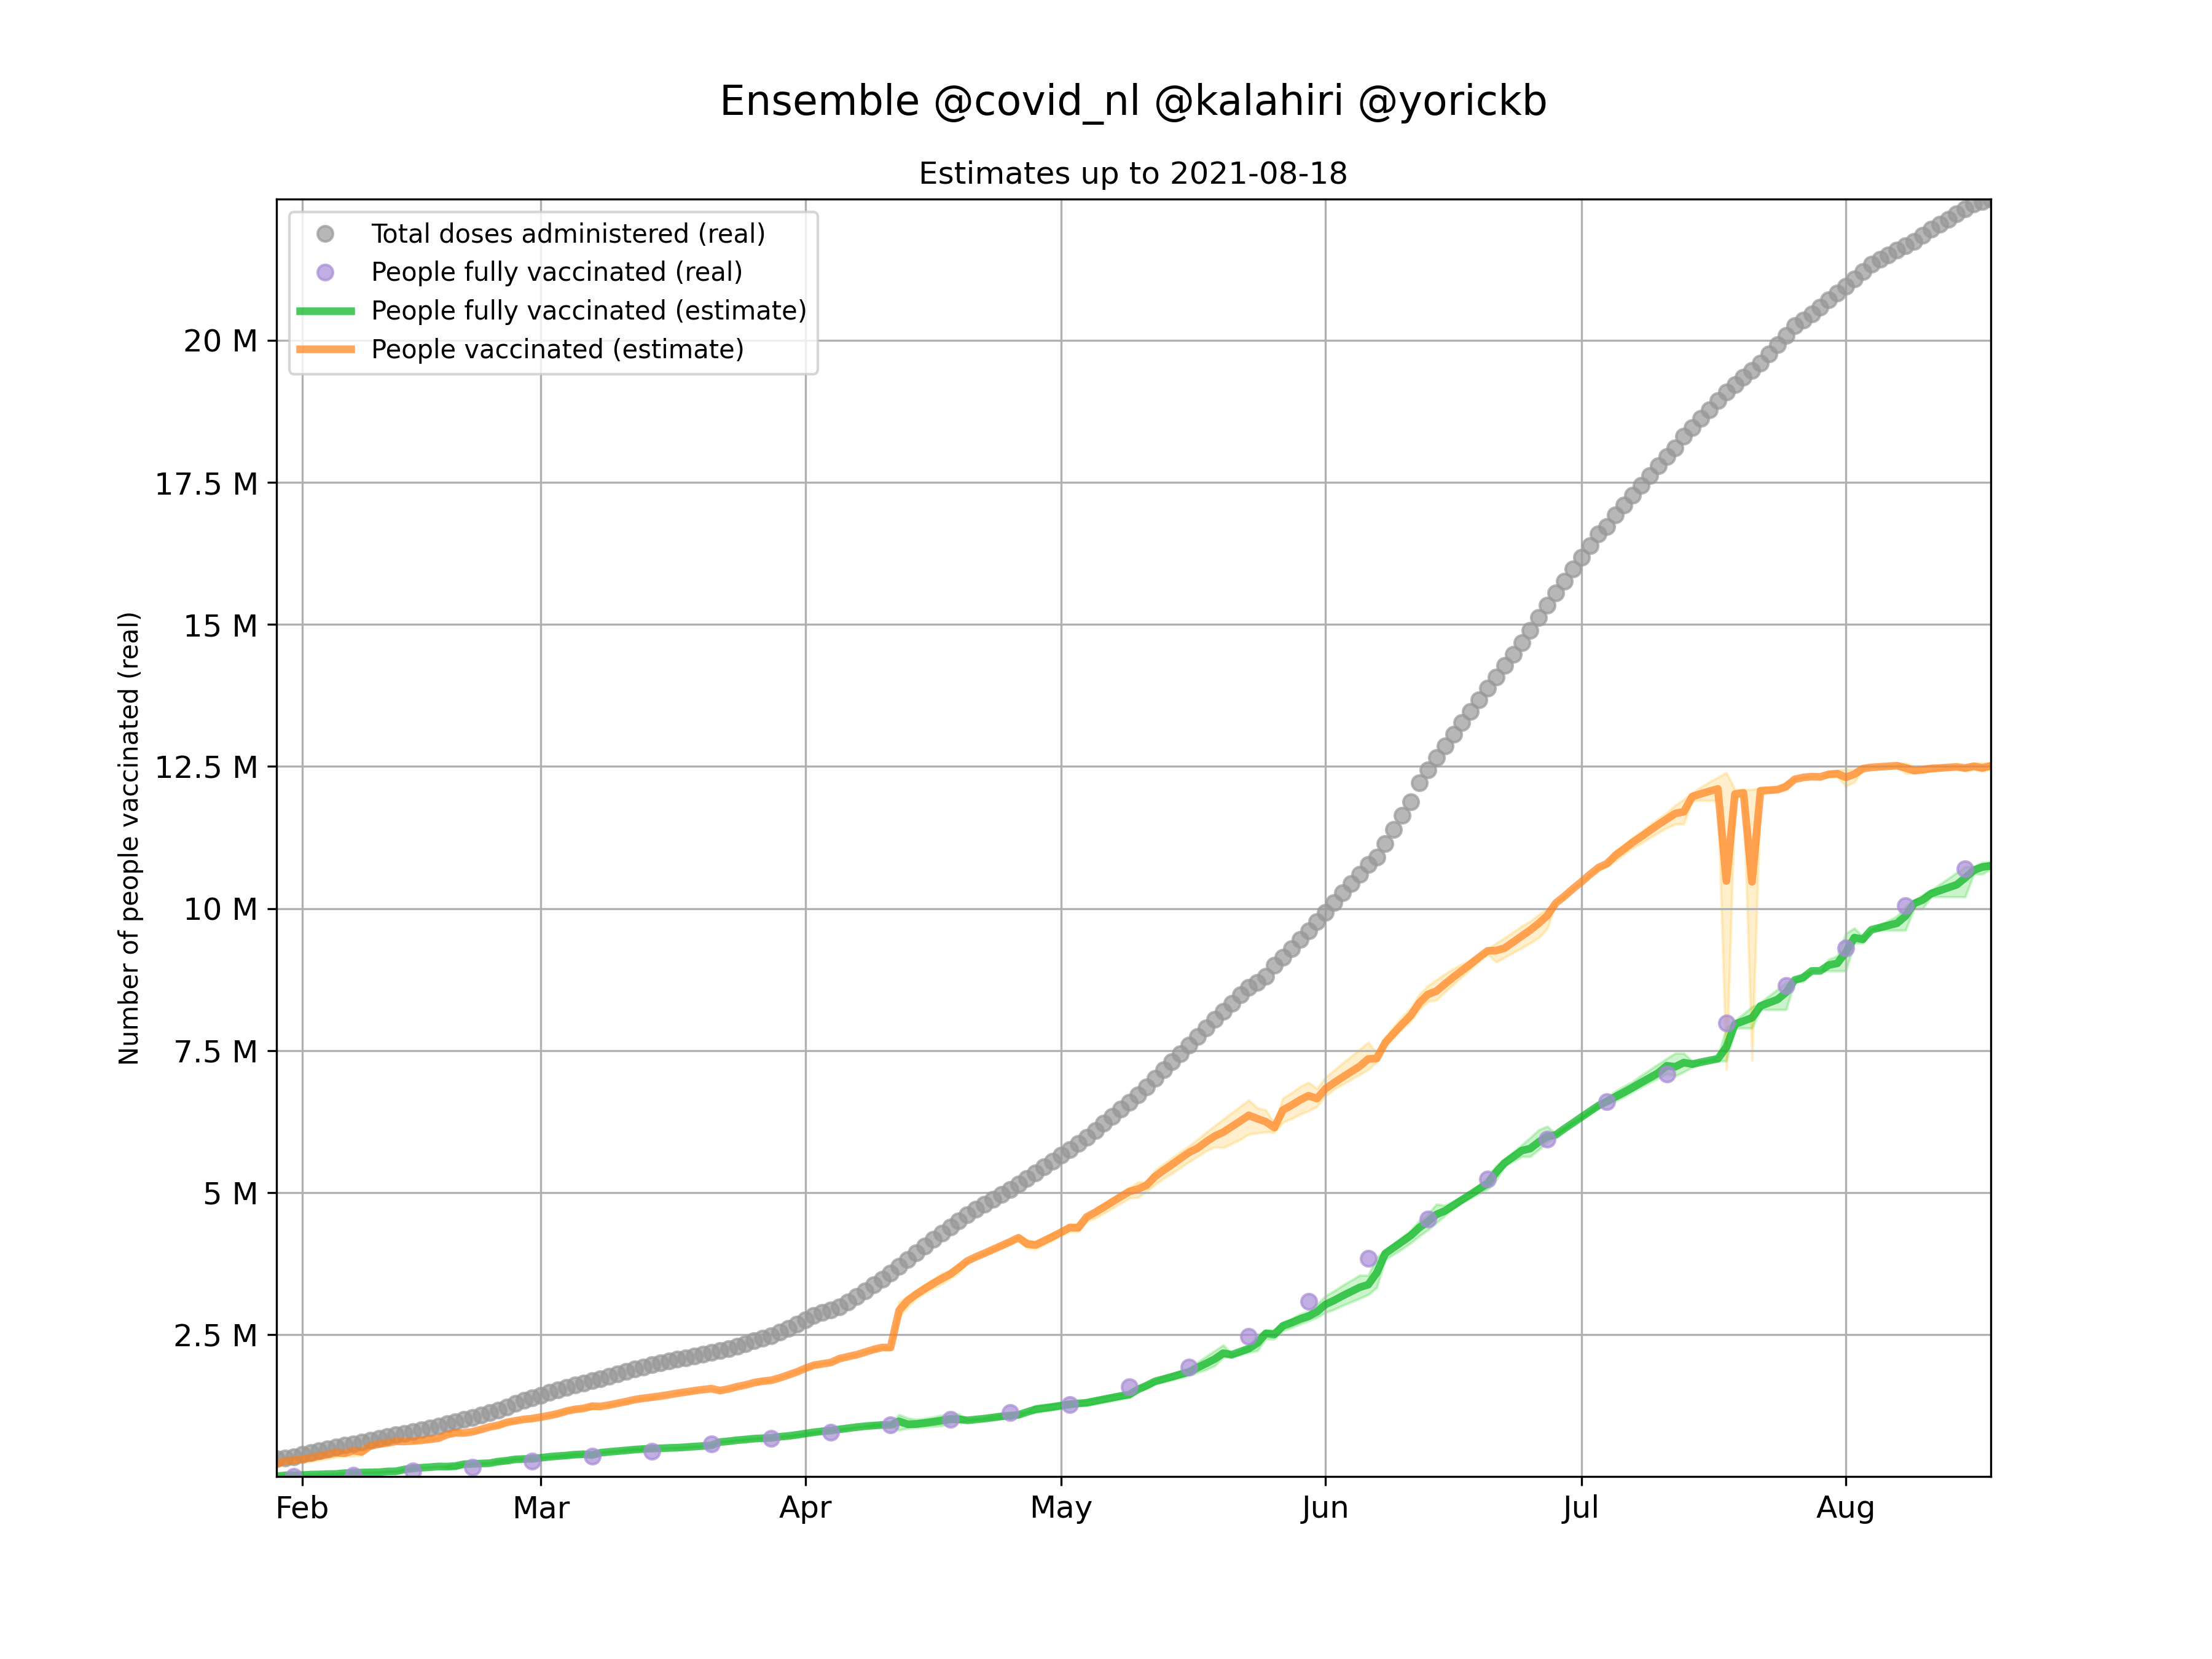 Ensemble @covid_nl @kalahiri @yorickb
Estimates up to 2021-08-18
Total doses administered (real)
People fully vaccinated (real)
People fully vaccinated (estimate)
People vaccinated (estimate)
20 M
17.5 M
15 M
12.5 M
10 M
7.5 M
5 M
2.5 M
Number of people vaccinated (real)
Feb Mar Apr May Jun Jul Aug